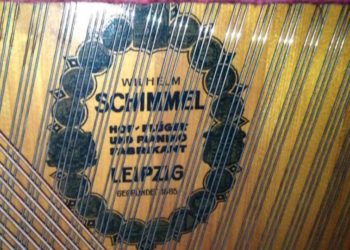 WILHELM
SCHIMMEL
HOF-FLÜGEL
UND PIANINO
FABRIKANT
LEIPZIG
GEGRÜNDET 1885